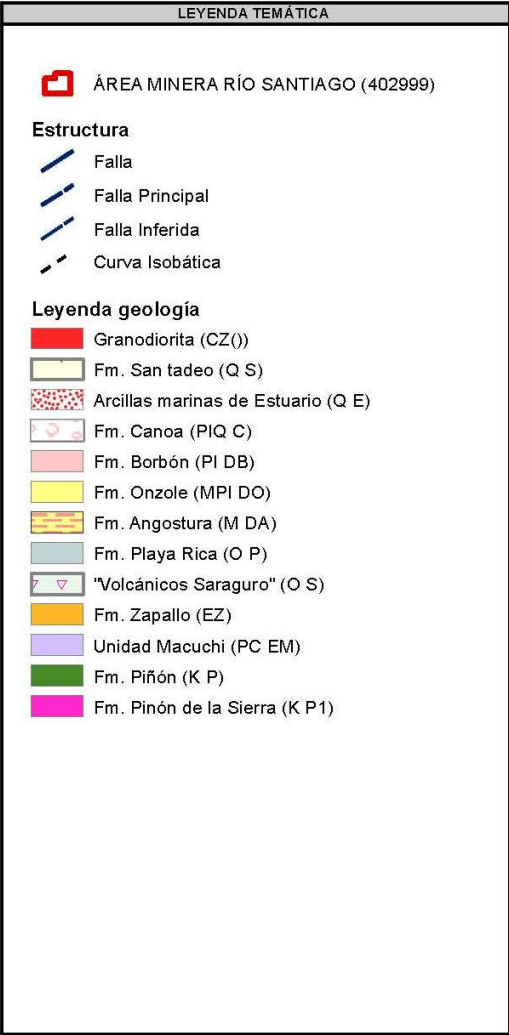 LEYENDA TEMÁTICA
ÁREA MINERA RÍO SANTIAGO (402999)
Estructura
Falla
Falla Principal
Falla Inferida
Curva Isobática
Leyenda geología
Granodiorita (CZ())
Fm. San tadeo (Q S)
Arcillas marinas de Estuario (Q E)
Fm. Canoa (PIQ C)
Fm. Borbón (PI DB)
Fm. Onzole (MPI DO)
Fm. Angostura (M DA)
Fm. Playa Rica (O P)
"Volcánicos Saraguro" (O S)
Fm. Zapallo (EZ)
Unidad Macuchi (PC EM)
Fm. Piñón (K P)
Fm. Pinón de la Sierra (K P1)